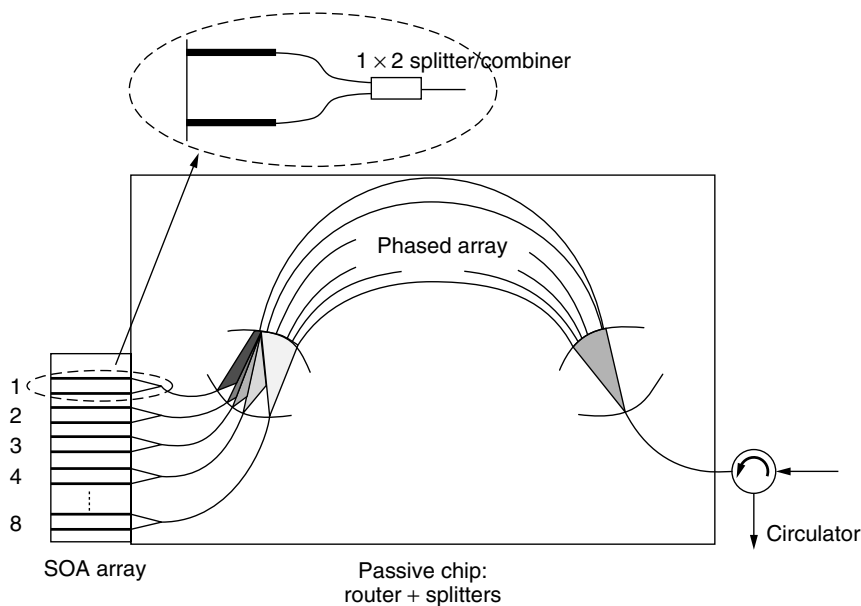 1 × 2 splitter/combiner
Phased array
1
2
3
4
8
Circulator
SOA array
Passive chip:
router + splitters